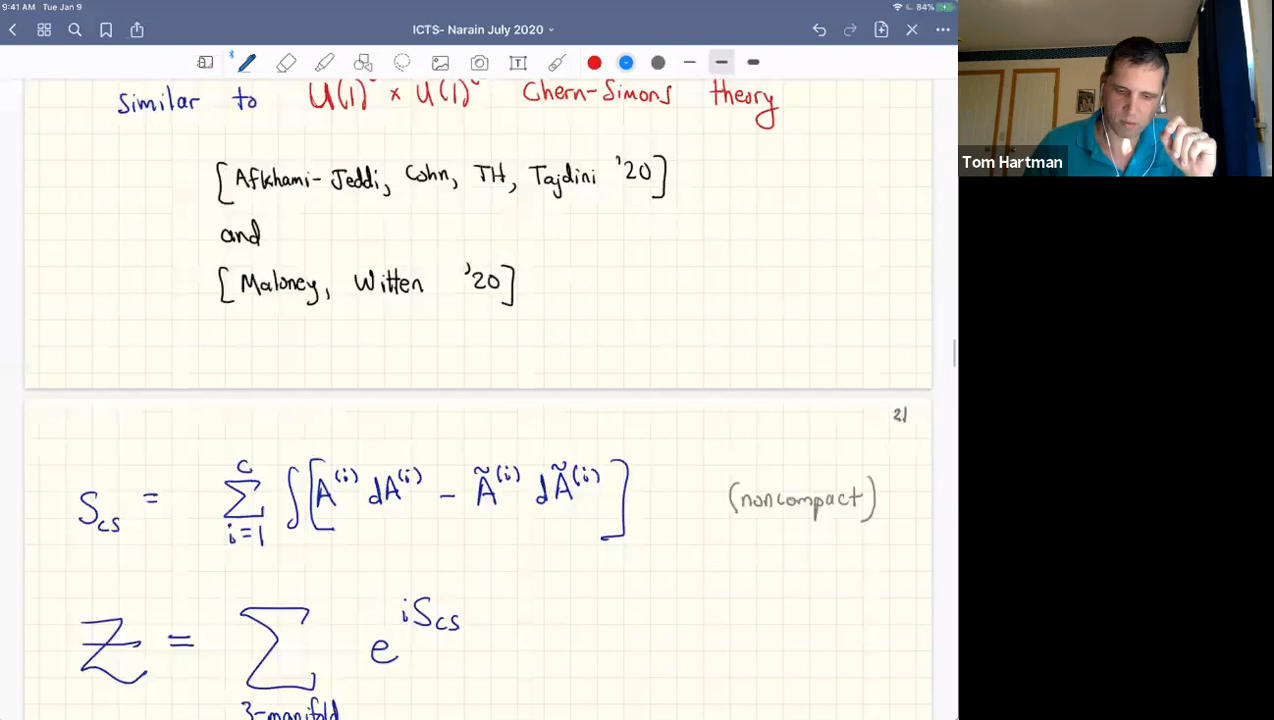 9:41 AM Tue Jan 9
84%
ICTS- Narain July 2020
similar to U(1)ᶜ × U(1)ᶜ Chern-Simons theory
[Afkhami-Jeddi, Cohn, TH, Tajdini '20]
and
[Maloney, Witten '20]
21
S_CS = Σ_{i=1}^{c} ∫[A^{(i)} dA^{(i)} - Ã^{(i)} dÃ^{(i)}] (noncompact)
Z = Σ e^{iS_CS}
3-manifold
Tom Hartman